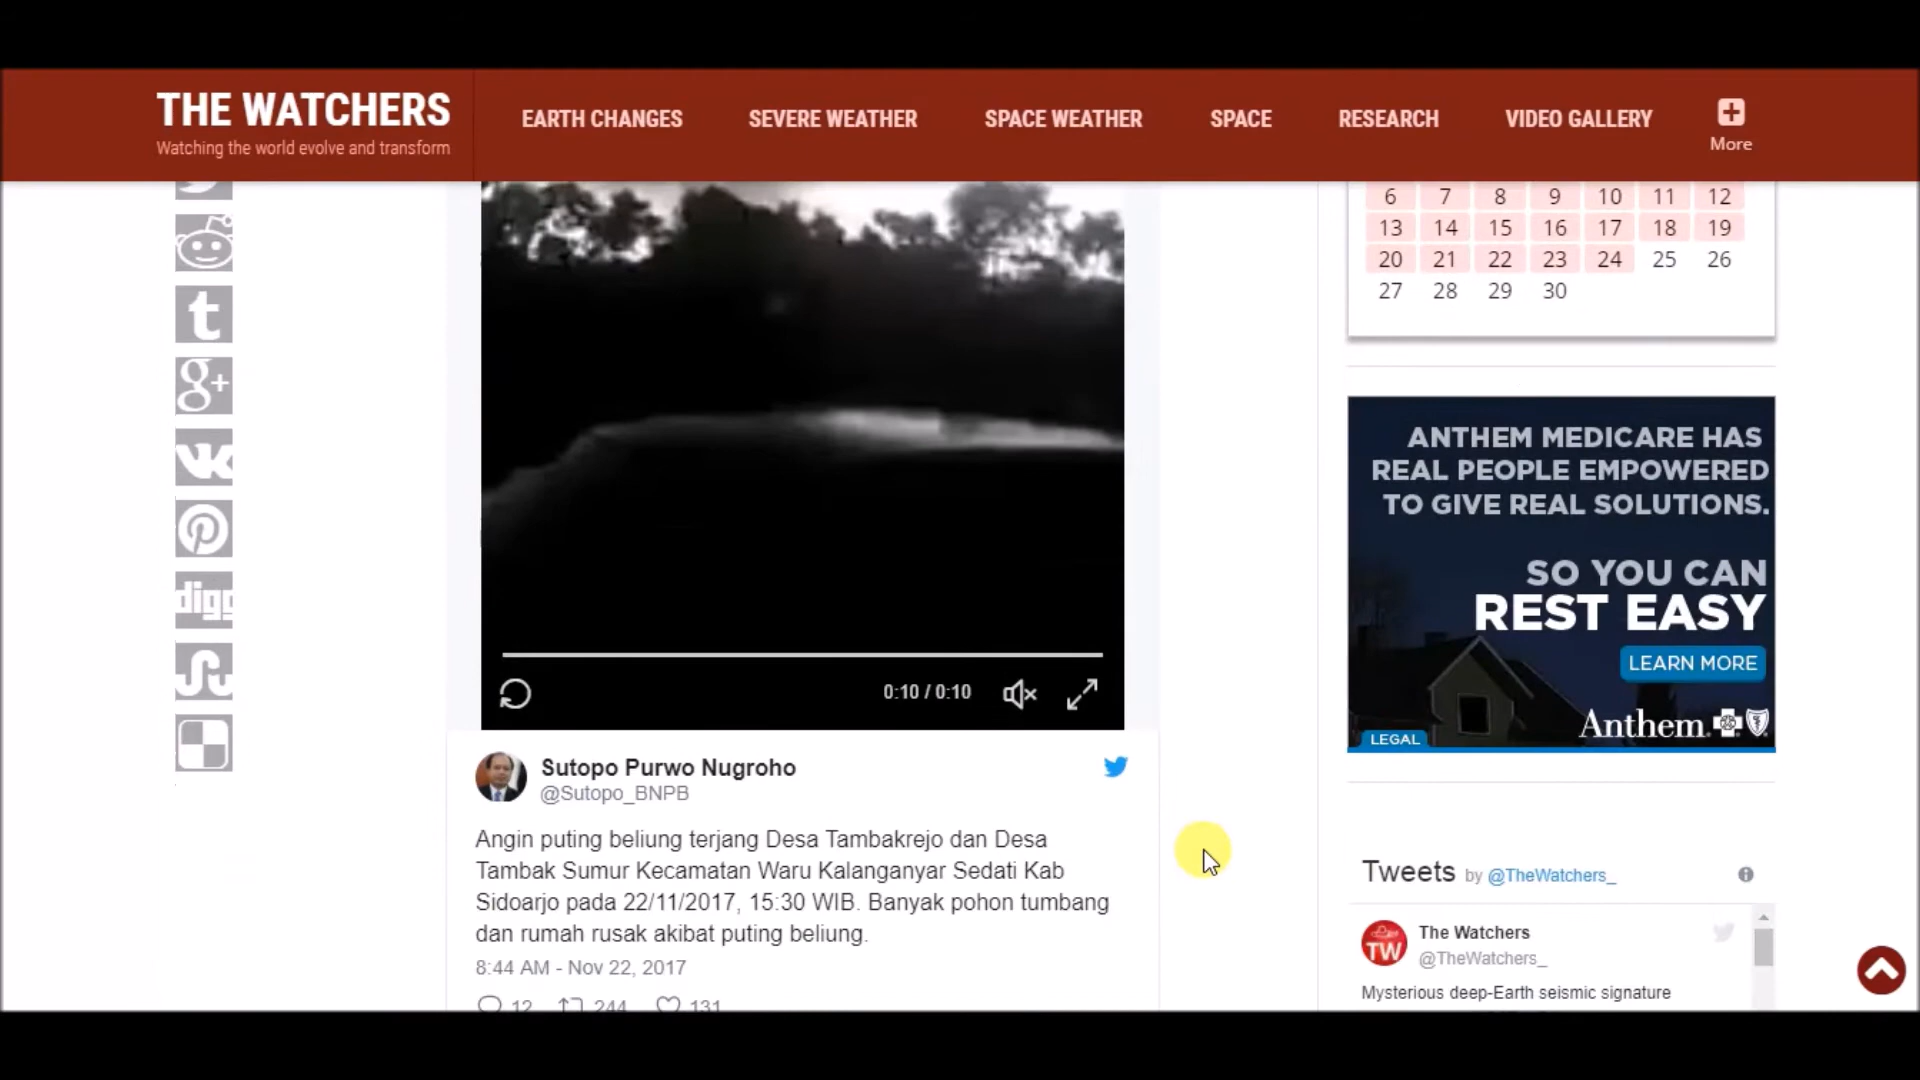 THE WATCHERS
Watching the world evolve and transform
EARTH CHANGES
SEVERE WEATHER
SPACE WEATHER
SPACE
RESEARCH
VIDEO GALLERY
More
6 7 8 9 10 11 12
13 14 15 16 17 18 19
20 21 22 23 24 25 26
27 28 29 30
t
g+
digg
0:10 / 0:10
Sutopo Purwo Nugroho
@Sutopo_BNPB
Angin puting beliung terjang Desa Tambakrejo dan Desa
Tambak Sumur Kecamatan Waru Kalanganyar Sedati Kab
Sidoarjo pada 22/11/2017, 15:30 WIB. Banyak pohon tumbang
dan rumah rusak akibat puting beliung.
8:44 AM - Nov 22, 2017
12 244 131
ANTHEM MEDICARE HAS
REAL PEOPLE EMPOWERED
TO GIVE REAL SOLUTIONS.
SO YOU CAN
REST EASY
LEARN MORE
Anthem
LEGAL
Tweets by @TheWatchers_
TW
The Watchers
@TheWatchers_
Mysterious deep-Earth seismic signature